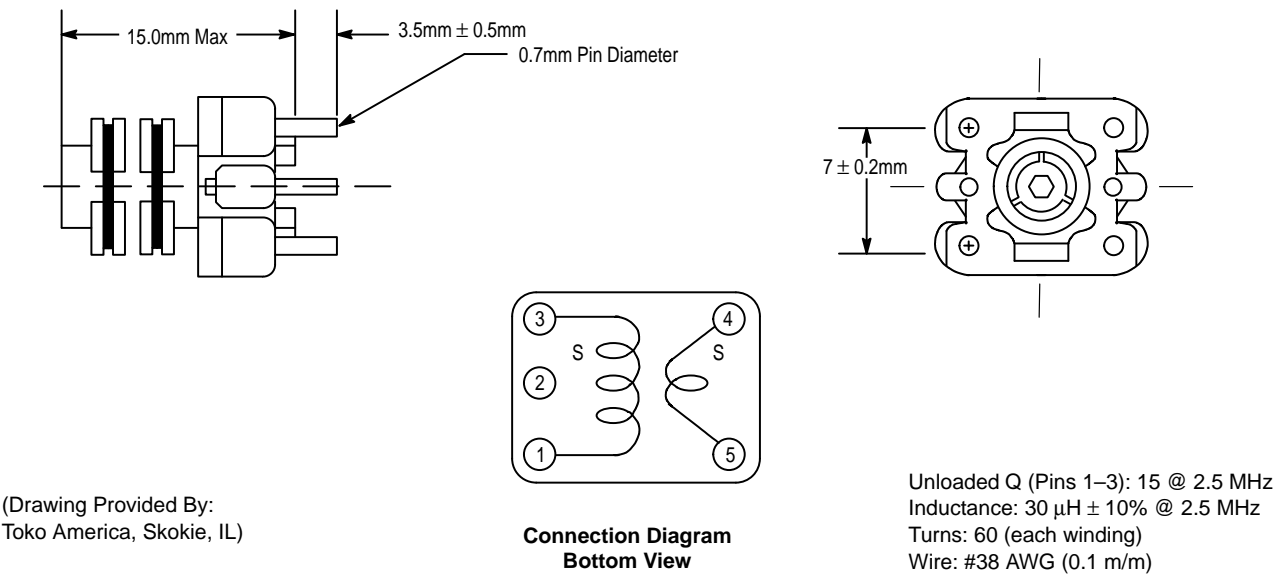 15.0mm Max
3.5mm ± 0.5mm
0.7mm Pin Diameter
7 ± 0.2mm
3
4
S
S
2
1
5
(Drawing Provided By:
Toko America, Skokie, IL)
Connection Diagram
Bottom View
Unloaded Q (Pins 1–3): 15 @ 2.5 MHz
Inductance: 30 μH ± 10% @ 2.5 MHz
Turns: 60 (each winding)
Wire: #38 AWG (0.1 m/m)